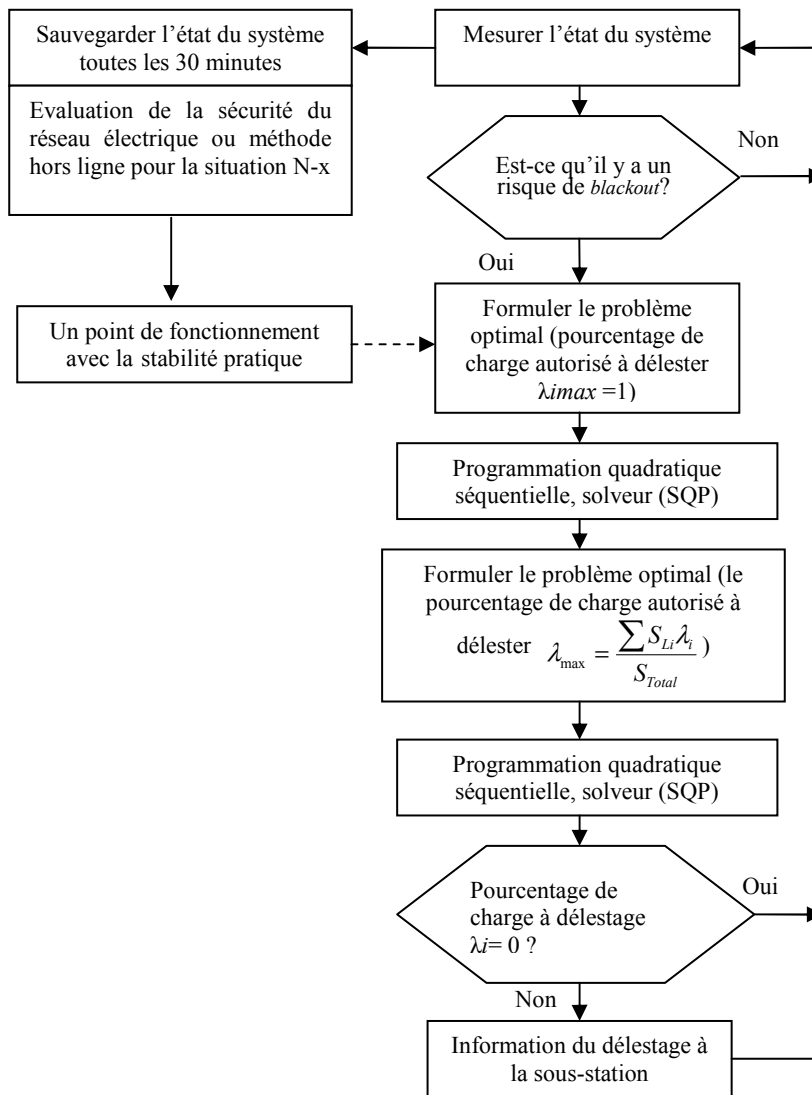 Sauvegarder l’état du système
toutes les 30 minutes
Evaluation de la sécurité du
réseau électrique ou méthode
hors ligne pour la situation N-x
Mesurer l’état du système
Est-ce qu’il y a un
risque de blackout?
Non
Oui
Un point de fonctionnement
avec la stabilité pratique
Formuler le problème
optimal (pourcentage de
charge autorisé à délester
λimax =1)
Programmation quadratique
séquentielle, solveur (SQP)
Formuler le problème optimal (le
pourcentage de charge autorisé à
délester λ_max = ∑ S_Li λ_i / S_Total )
Programmation quadratique
séquentielle, solveur (SQP)
Pourcentage de
charge à délestage
λi= 0 ?
Oui
Non
Information du délestage à
la sous-station